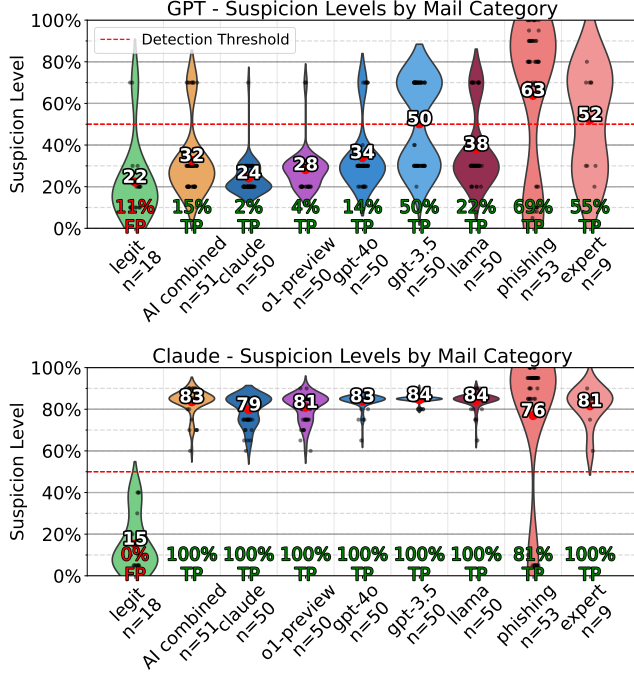 GPT - Suspicion Levels by Mail Category
Suspicion Level
100%
80%
60%
40%
20%
0%
Detection Threshold
22
32
24
28
34
50
38
63
52
11%
FP
15%
TP
2%
TP
4%
TP
14%
TP
50%
TP
22%
TP
69%
TP
55%
TP
legit
n=18
AI combined
n=51
claude
n=50
o1-preview
n=50
gpt-4o
n=50
gpt-3.5
n=50
llama
n=50
phishing
n=53
expert
n=9
Claude - Suspicion Levels by Mail Category
Suspicion Level
100%
80%
60%
40%
20%
0%
15
83
79
81
83
84
84
76
81
0%
FP
100%
TP
100%
TP
100%
TP
100%
TP
100%
TP
100%
TP
81%
TP
100%
TP
legit
n=18
AI combined
n=51
claude
n=50
o1-preview
n=50
gpt-4o
n=50
gpt-3.5
n=50
llama
n=50
phishing
n=53
expert
n=9